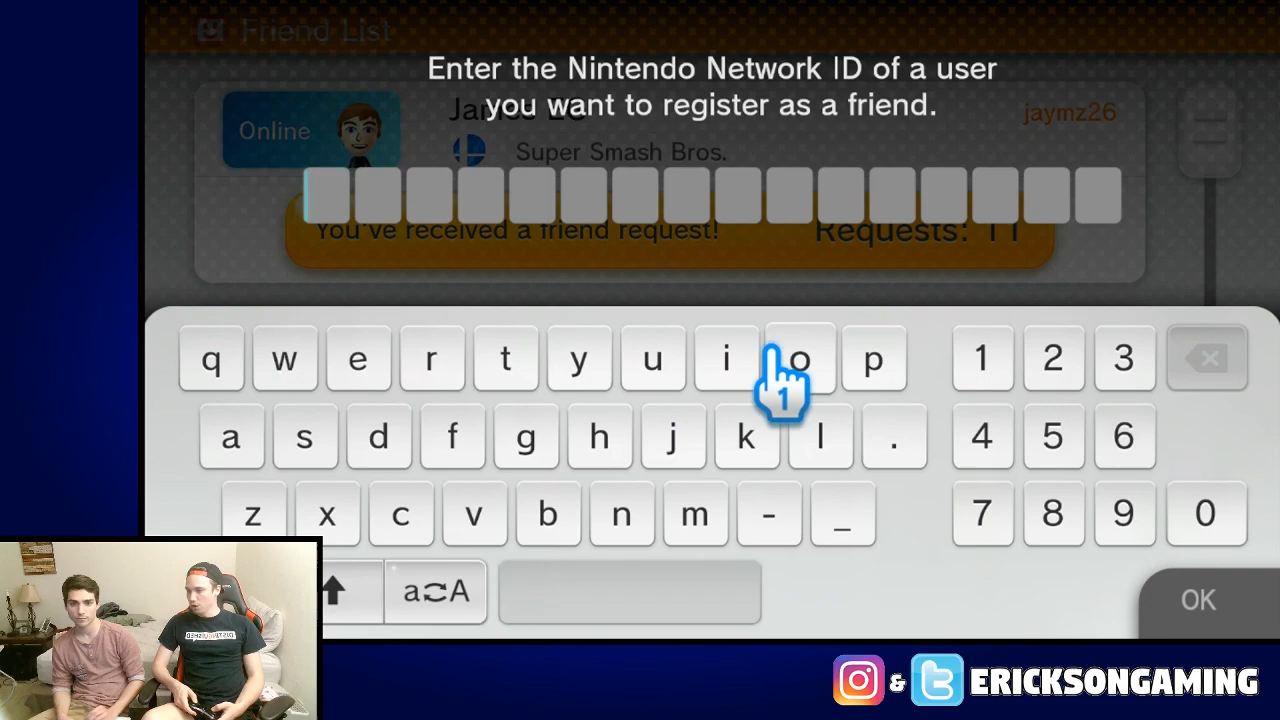 Friend List
Enter the Nintendo Network ID of a user
you want to register as a friend.
Online
jaymz26
Super Smash Bros.
You've received a friend request!
Requests: 11
q w e r t y u i o p 1 2 3
1
a s d f g h j k l . 4 5 6
z x c v b n m - _ 7 8 9 0
a A
OK
& ERICKSONGAMING